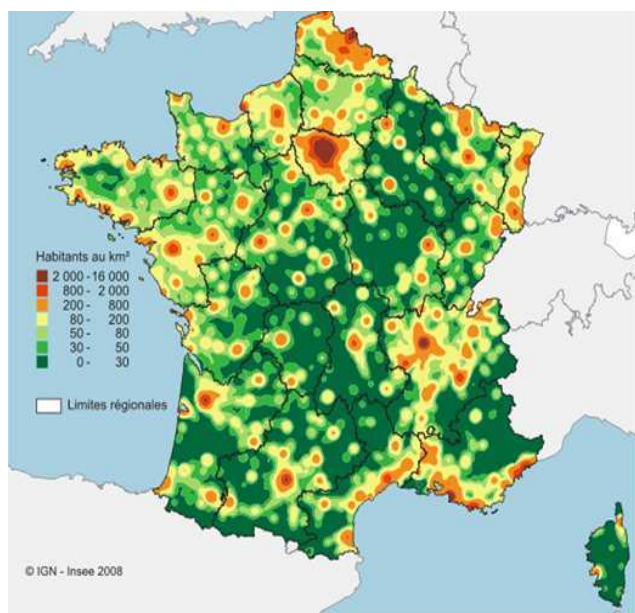 Habitants au km²
2 000 - 16 000
800 - 2 000
200 - 800
80 - 200
50 - 80
30 - 50
0 - 30
Limites régionales
© IGN - Insee 2008